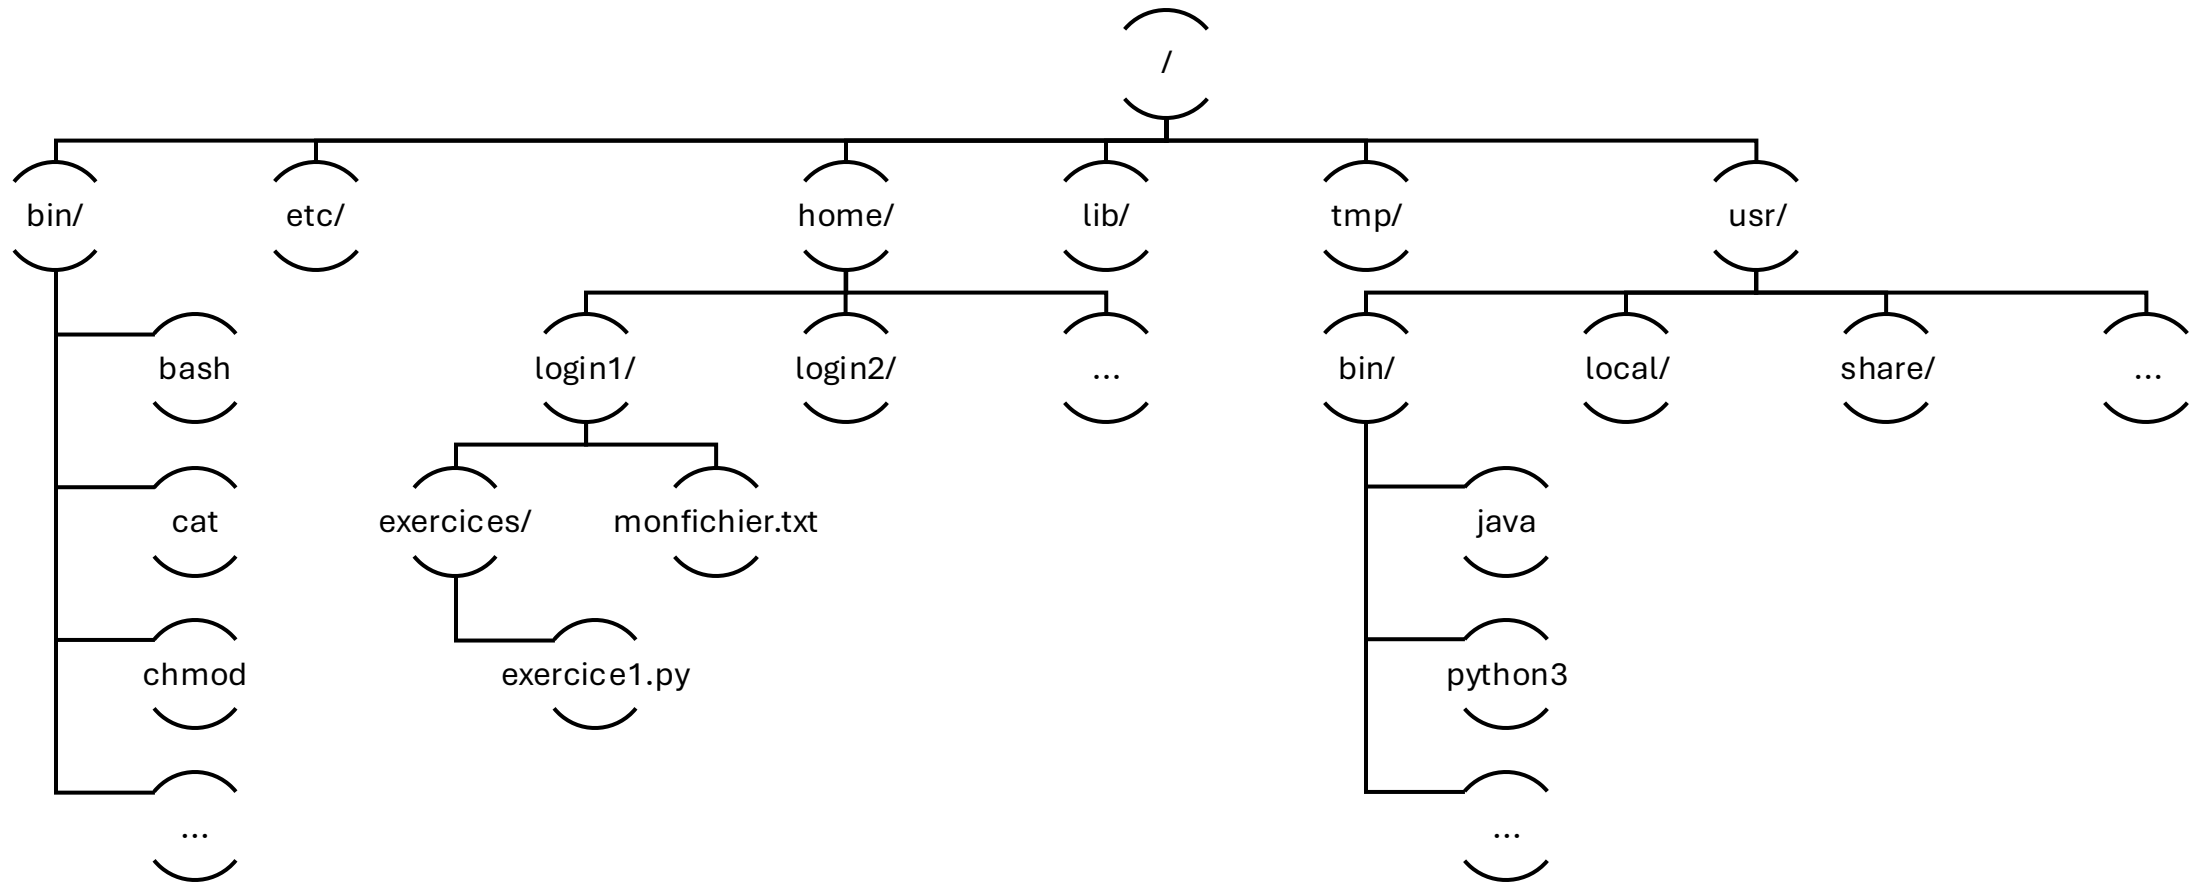 /
bin/
etc/
home/
lib/
tmp/
usr/
bash
login1/
login2/
...
bin/
local/
share/
...
cat
exercices/
monfichier.txt
java
chmod
exercice1.py
python3
...
...